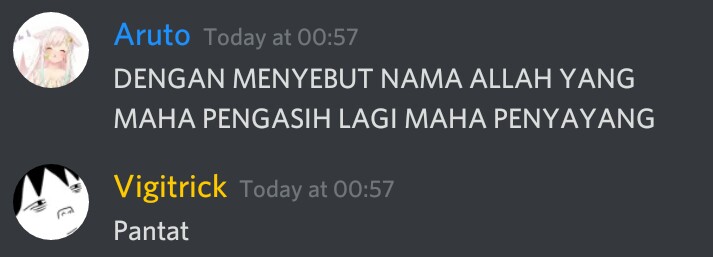 Aruto Today at 00:57
DENGAN MENYEBUT NAMA ALLAH YANG
MAHA PENGASIH LAGI MAHA PENYAYANG
Vigitrick Today at 00:57
Pantat